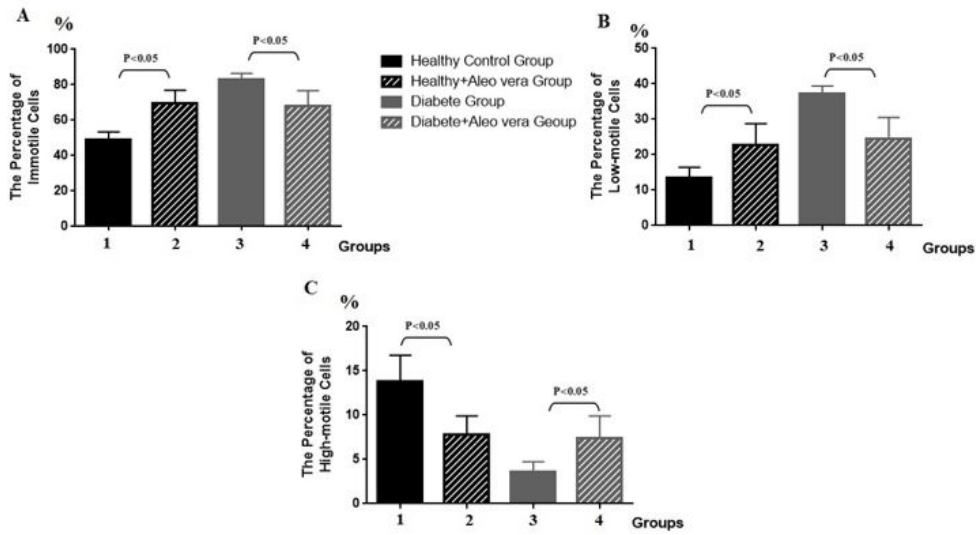 A
%
P<0.05
P<0.05
100
80
60
40
20
0
The Percentage of
Immotile Cells
1 2 3 4 Groups
Healthy Control Group
Healthy+Aleo vera Group
Diabete Group
Diabete+Aleo vera Geoup
B
%
P<0.05
P<0.05
50
40
30
20
10
0
The Percentage of
Low-motile Cells
1 2 3 4 Groups
C
%
P<0.05
P<0.05
20
15
10
5
0
The Percentage of
High-motile Cells
1 2 3 4 Groups